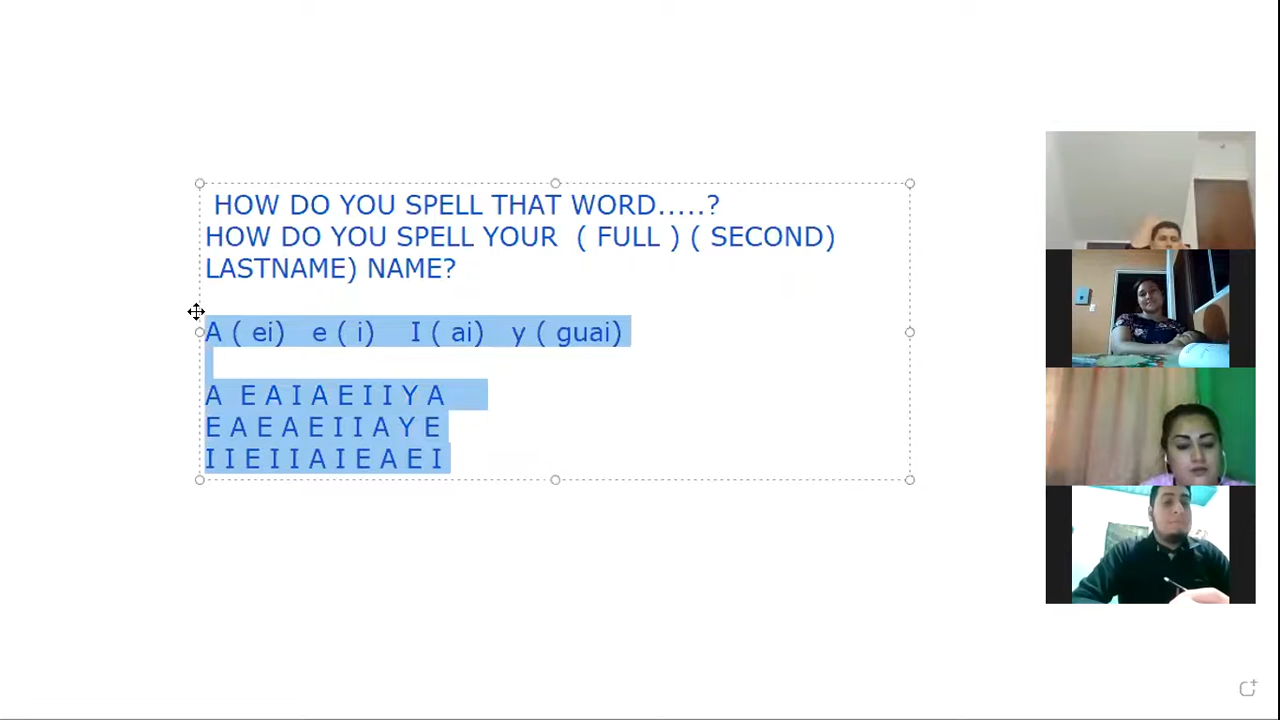 HOW DO YOU SPELL THAT WORD.....?
HOW DO YOU SPELL YOUR ( FULL ) ( SECOND)
LASTNAME) NAME?
A ( ei) e ( i) I ( ai) y ( guai)
A E A I A E I I Y A
E A E A E I I A Y E
I I E I I A I E A E I